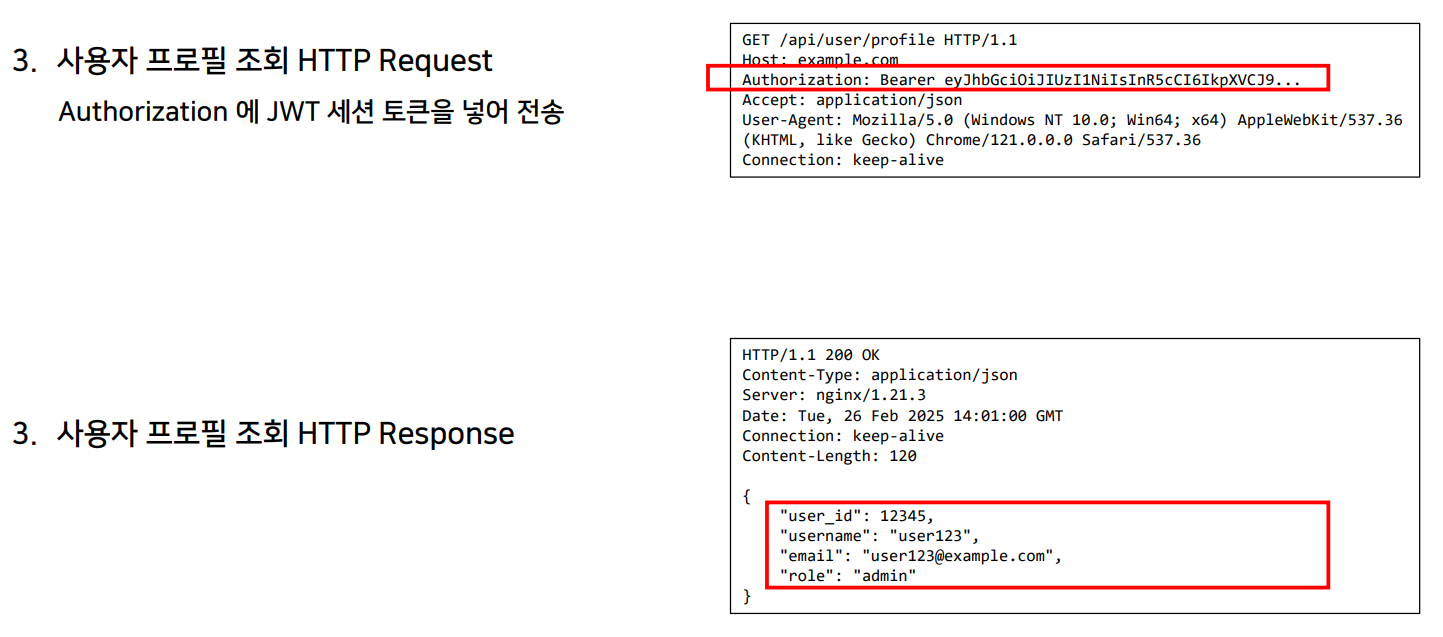 3. 사용자 프로필 조회 HTTP Request
Authorization 에 JWT 세션 토큰을 넣어 전송
GET /api/user/profile HTTP/1.1
Host: example.com
Authorization: Bearer eyJhbGciOiJIUzI1NiIsInR5cCI6IkpXVCJ9...
Accept: application/json
User-Agent: Mozilla/5.0 (Windows NT 10.0; Win64; x64) AppleWebKit/537.36
(KHTML, like Gecko) Chrome/121.0.0.0 Safari/537.36
Connection: keep-alive
3. 사용자 프로필 조회 HTTP Response
HTTP/1.1 200 OK
Content-Type: application/json
Server: nginx/1.21.3
Date: Tue, 26 Feb 2025 14:01:00 GMT
Connection: keep-alive
Content-Length: 120
{
"user_id": 12345,
"username": "user123",
"email": "user123@example.com",
"role": "admin"
}